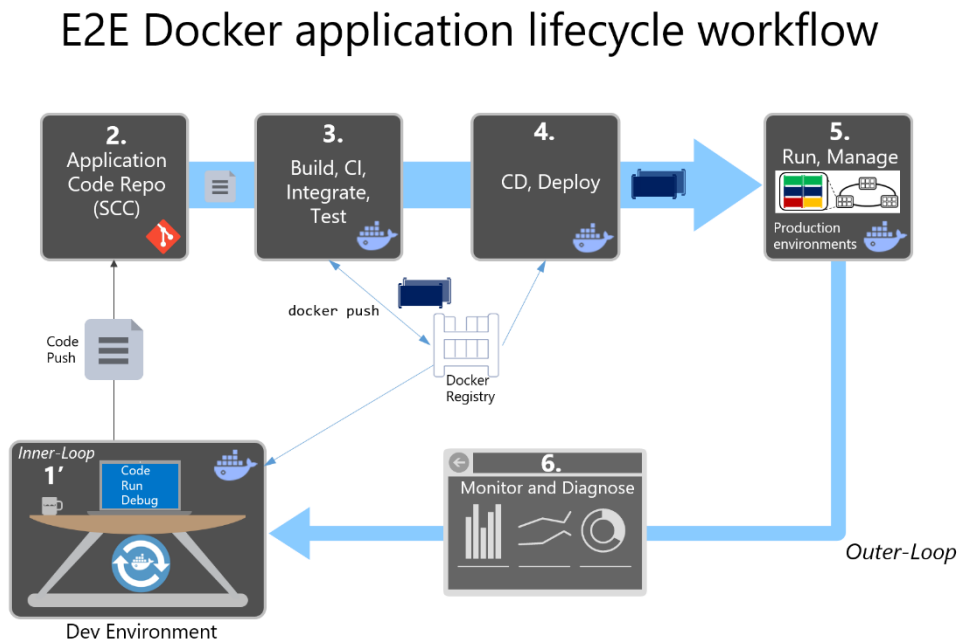 E2E Docker application lifecycle workflow
2.
Application
Code Repo
(SCC)
3.
Build, CI,
Integrate,
Test
4.
CD, Deploy
5.
Run, Manage
Production
environments
docker push
Code
Push
Docker
Registry
Inner-Loop
1’
Code
Run
Debug
6.
Monitor and Diagnose
Outer-Loop
Dev Environment